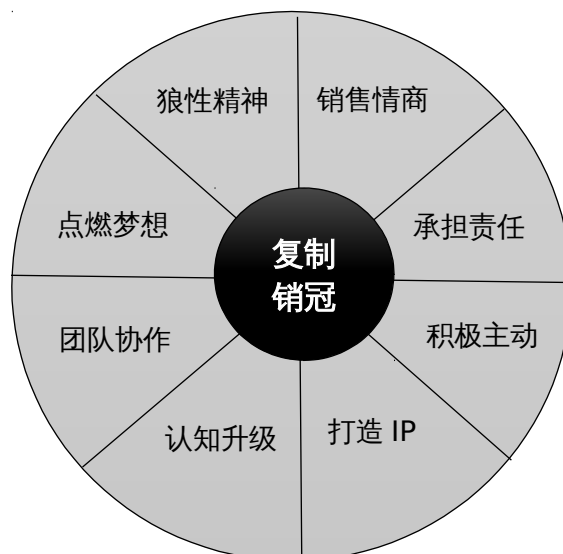 狼性精神
销售情商
点燃梦想
承担责任
复制
销冠
团队协作
积极主动
认知升级
打造 IP